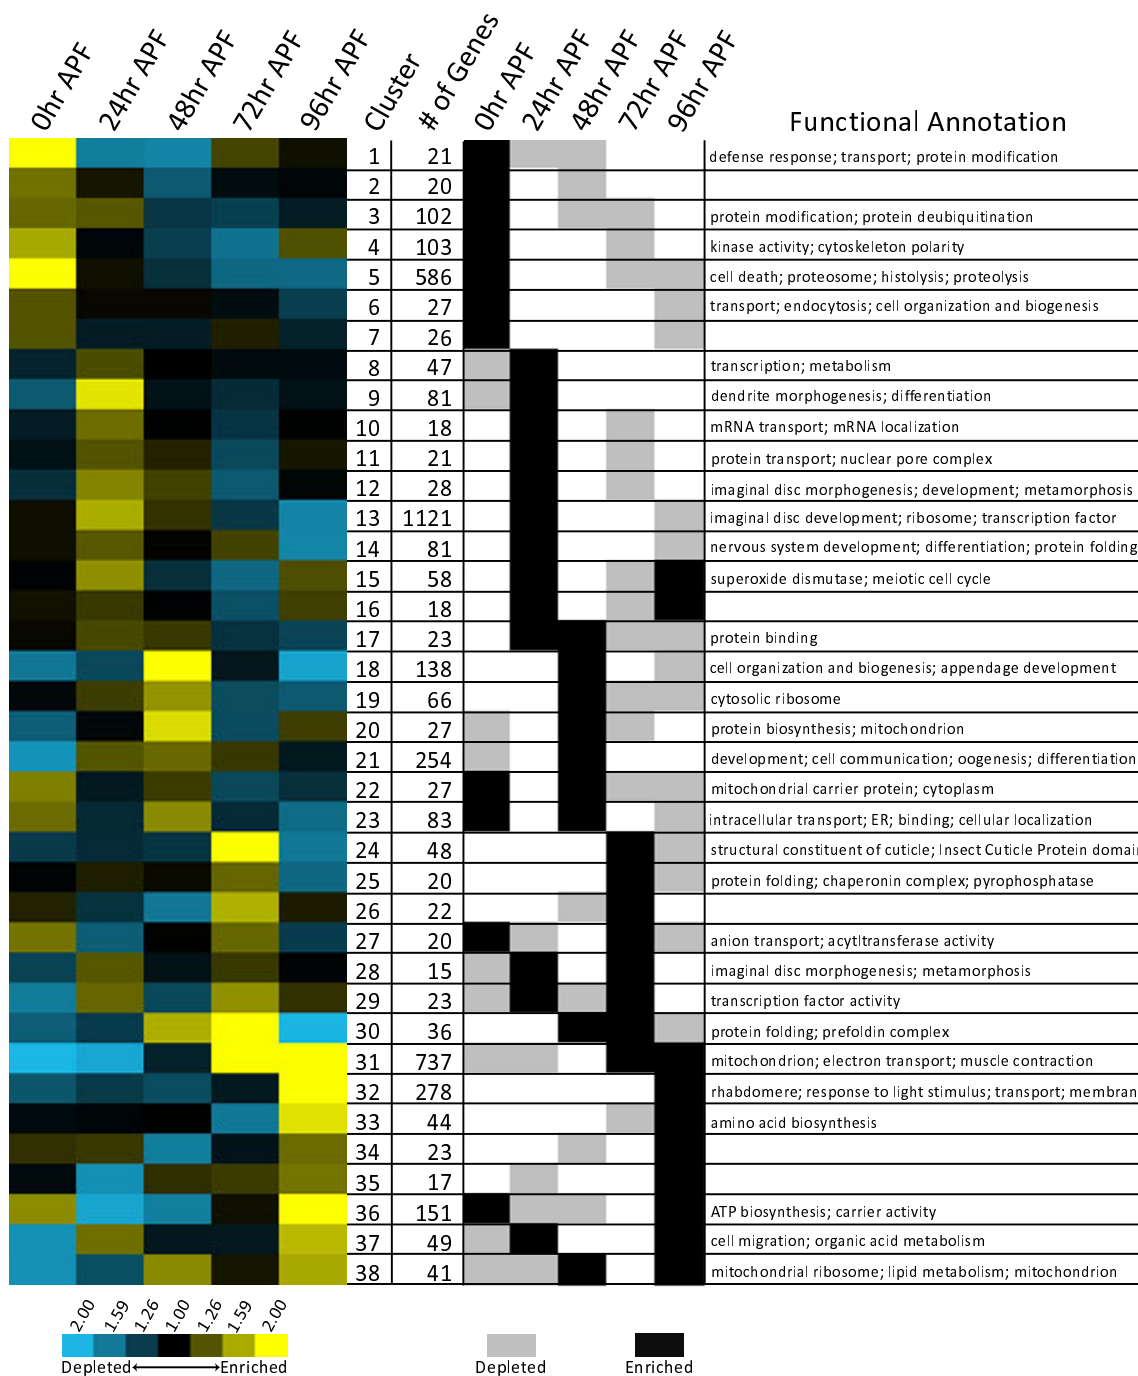 0hr APF 24hr APF 48hr APF 72hr APF 96hr APF Cluster # of Genes 0hr APF 24hr APF 48hr APF 72hr APF 96hr APF Functional Annotation
1 21 defense response; transport; protein modification
2 20
3 102 protein modification; protein deubiquitination
4 103 kinase activity; cytoskeleton polarity
5 586 cell death; proteosome; histolysis; proteolysis
6 27 transport; endocytosis; cell organization and biogenesis
7 26
8 47 transcription; metabolism
9 81 dendrite morphogenesis; differentiation
10 18 mRNA transport; mRNA localization
11 21 protein transport; nuclear pore complex
12 28 imaginal disc morphogenesis; development; metamorphosis
13 1121 imaginal disc development; ribosome; transcription factor
14 81 nervous system development; differentiation; protein folding
15 58 superoxide dismutase; meiotic cell cycle
16 18
17 23 protein binding
18 138 cell organization and biogenesis; appendage development
19 66 cytosolic ribosome
20 27 protein biosynthesis; mitochondrion
21 254 development; cell communication; oogenesis; differentiation
22 27 mitochondrial carrier protein; cytoplasm
23 83 intracellular transport; ER; binding; cellular localization
24 48 structural constituent of cuticle; Insect Cuticle Protein domai
25 20 protein folding; chaperonin complex; pyrophosphatase
26 22
27 20 anion transport; acytltransferase activity
28 15 imaginal disc morphogenesis; metamorphosis
29 23 transcription factor activity
30 36 protein folding; prefoldin complex
31 737 mitochondrion; electron transport; muscle contraction
32 278 rhabdomere; response to light stimulus; transport; membran
33 44 amino acid biosynthesis
34 23
35 17
36 151 ATP biosynthesis; carrier activity
37 49 cell migration; organic acid metabolism
38 41 mitochondrial ribosome; lipid metabolism; mitochondrion
2.00 1.59 1.26 1.00 1.26 1.59 2.00
Depleted Enriched Depleted Enriched